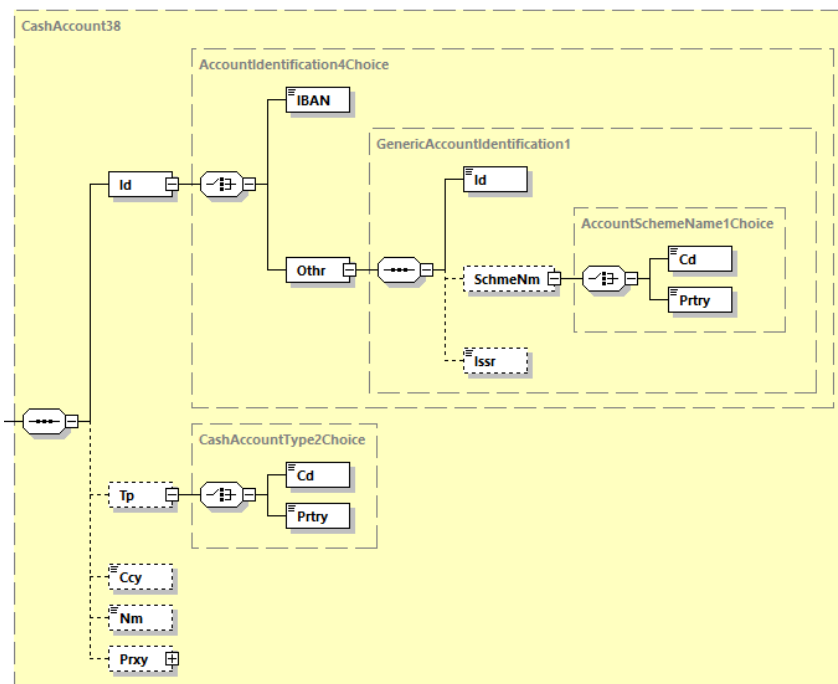 CashAccount38
AccountIdentification4Choice
IBAN
GenericAccountIdentification1
Id
Id
AccountSchemeName1Choice
Cd
Othr
SchmeNm
Prtry
Issr
CashAccountType2Choice
Cd
Tp
Prtry
Ccy
Nm
Prxy